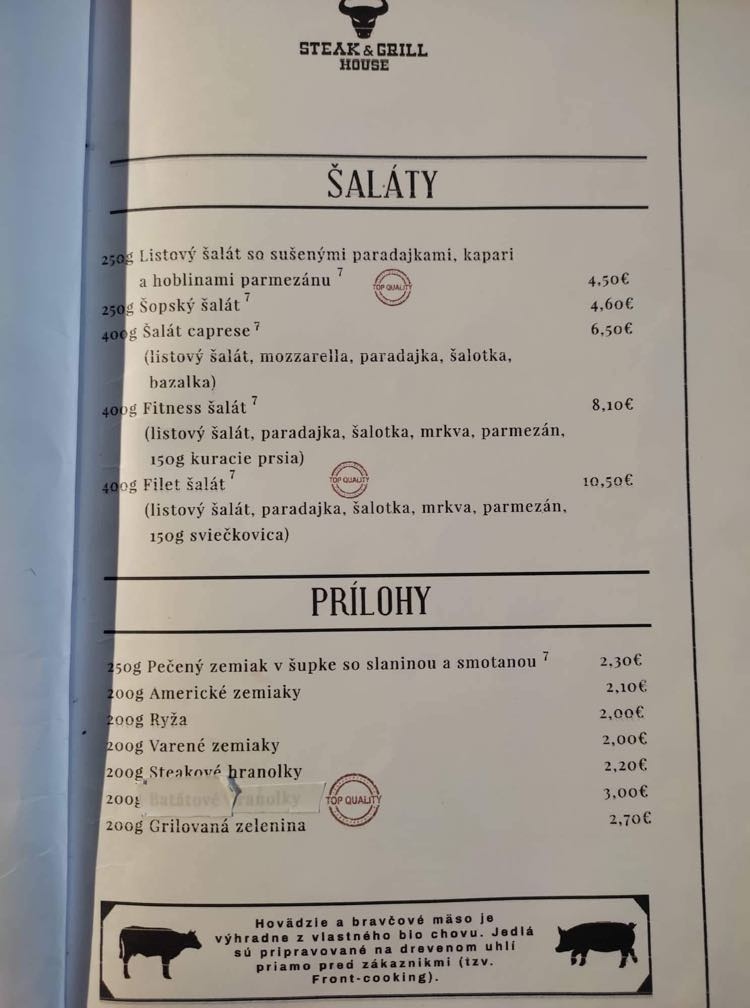 STEAK & GRILL
HOUSE
ŠALÁTY
250g Listový šalát so sušenými paradajkami, kapari
a hoblinami parmezánu 7 TOP QUALITY 4,50€
250g Šopský šalát 7 4,60€
400g Šalát caprese 7 6,50€
(listový šalát, mozzarella, paradajka, šalotka,
bazalka)
400g Fitness šalát 7 8,10€
(listový šalát, paradajka, šalotka, mrkva, parmezán,
150g kuracie prsia)
400g Filet šalát 7 TOP QUALITY 10,50€
(listový šalát, paradajka, šalotka, mrkva, parmezán,
150g sviečkovica)
PRÍLOHY
250g Pečený zemiak v šupke so slaninou a smotanou 7 2,30€
200g Americké zemiaky 2,10€
200g Ryža 2,00€
200g Varené zemiaky 2,00€
200g Steakové hranolky 2,20€
200g Batátové hranolky TOP QUALITY 3,00€
200g Grilovaná zelenina 2,70€
Hovädzie a bravčové mäso je
výhradne z vlastného bio chovu. Jedlá
sú pripravované na drevenom uhlí
priamo pred zákazníkmi (tzv.
Front-cooking).